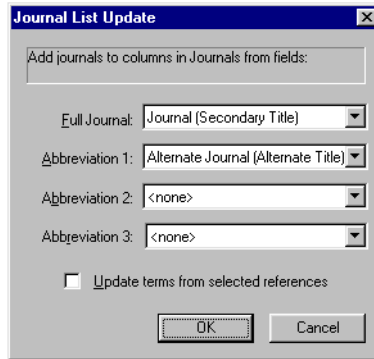 Journal List Update
Add journals to columns in Journals from fields:
Full Journal: Journal (Secondary Title)
Abbreviation 1: Alternate Journal (Alternate Title)
Abbreviation 2: <none>
Abbreviation 3: <none>
Update terms from selected references
OK Cancel